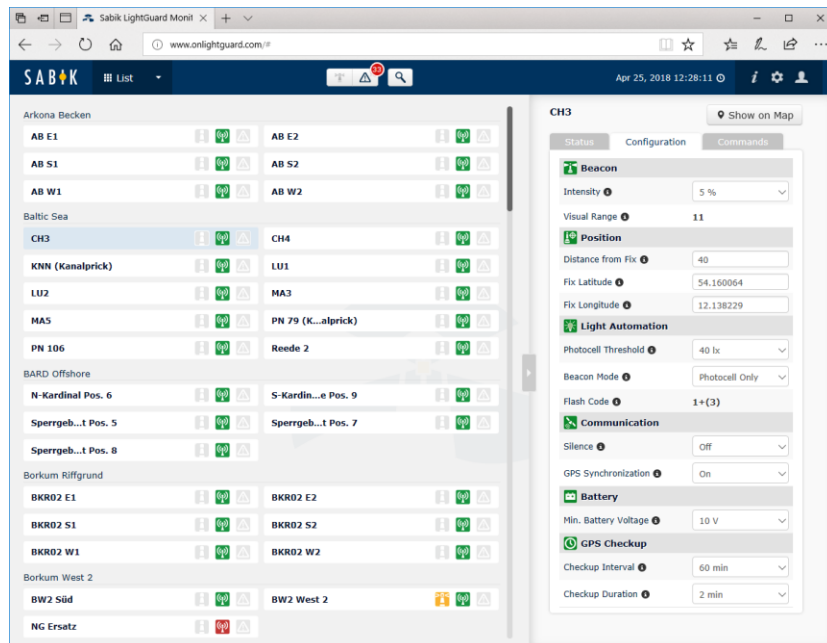 Sabik LightGuard Monit
www.onlightguard.com/#
SABIK
List
33
Apr 25, 2018 12:28:11
Arkona Becken
AB E1
AB E2
AB S1
AB S2
AB W1
AB W2
Baltic Sea
CH3
CH4
KNN (Kanalprick)
LU1
LU2
MA3
MA5
PN 79 (K...alprick)
PN 106
Reede 2
BARD Offshore
N-Kardinal Pos. 6
S-Kardin...e Pos. 9
Sperrgeb...t Pos. 5
Sperrgeb...t Pos. 7
Sperrgeb...t Pos. 8
Borkum Riffgrund
BKR02 E1
BKR02 E2
BKR02 S1
BKR02 S2
BKR02 W1
BKR02 W2
Borkum West 2
BW2 Süd
BW2 West 2
NG Ersatz
CH3
Show on Map
Status
Configuration
Commands
Beacon
Intensity
5 %
Visual Range
11
Position
Distance from Fix
40
Fix Latitude
54.160064
Fix Longitude
12.138229
Light Automation
Photocell Threshold
40 lx
Beacon Mode
Photocell Only
Flash Code
1+(3)
Communication
Silence
Off
GPS Synchronization
On
Battery
Min. Battery Voltage
10 V
GPS Checkup
Checkup Interval
60 min
Checkup Duration
2 min